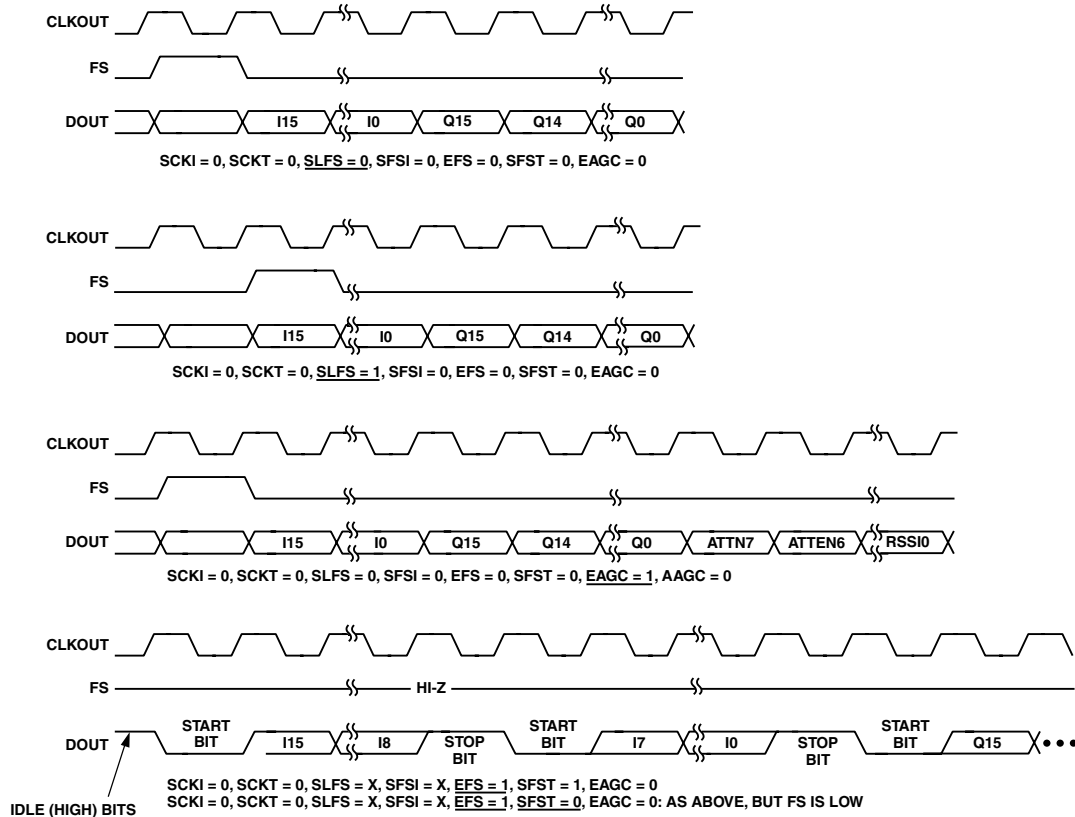 CLKOUT
FS
DOUT I15 I0 Q15 Q14 Q0
SCKI = 0, SCKT = 0, SLFS = 0, SFSI = 0, EFS = 0, SFST = 0, EAGC = 0
CLKOUT
FS
DOUT I15 I0 Q15 Q14 Q0
SCKI = 0, SCKT = 0, SLFS = 1, SFSI = 0, EFS = 0, SFST = 0, EAGC = 0
CLKOUT
FS
DOUT I15 I0 Q15 Q14 Q0 ATTN7 ATTEN6 RSSI0
SCKI = 0, SCKT = 0, SLFS = 0, SFSI = 0, EFS = 0, SFST = 0, EAGC = 1, AAGC = 0
CLKOUT
FS HI-Z
DOUT START BIT I15 I8 STOP BIT START BIT I7 I0 STOP BIT START BIT Q15
SCKI = 0, SCKT = 0, SLFS = X, SFSI = X, EFS = 1, SFST = 1, EAGC = 0
SCKI = 0, SCKT = 0, SLFS = X, SFSI = X, EFS = 1, SFST = 0, EAGC = 0: AS ABOVE, BUT FS IS LOW
IDLE (HIGH) BITS